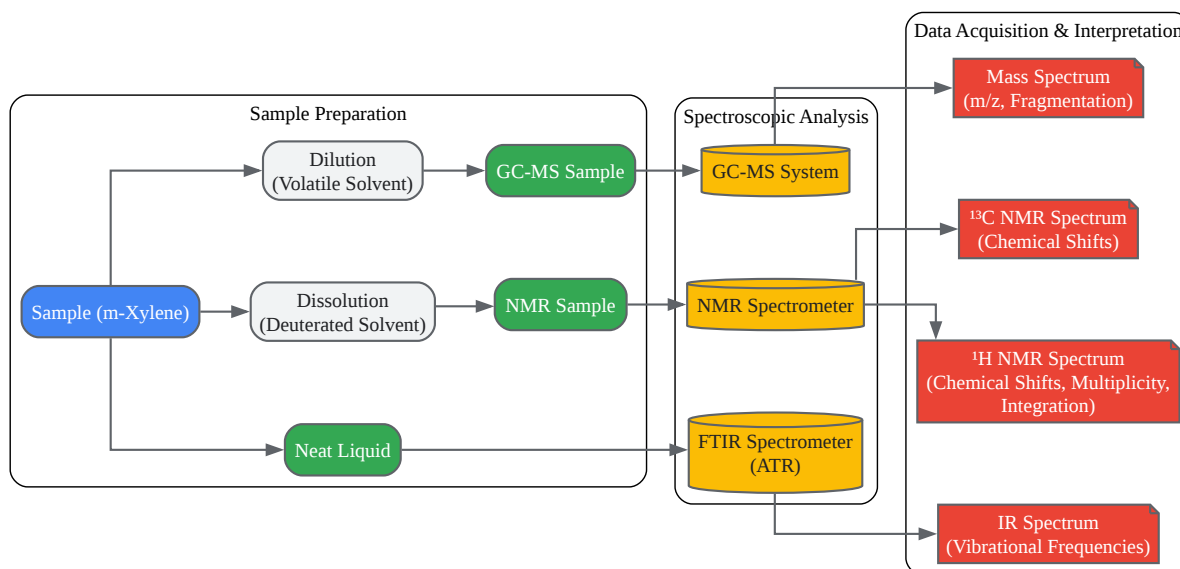 Data Acquisition & Interpretation
Mass Spectrum
(m/z, Fragmentation)
Sample Preparation
Spectroscopic Analysis
Dilution
(Volatile Solvent)
GC-MS Sample
GC-MS System
¹³C NMR Spectrum
(Chemical Shifts)
Sample (m-Xylene)
Dissolution
(Deuterated Solvent)
NMR Sample
NMR Spectrometer
¹H NMR Spectrum
(Chemical Shifts, Multiplicity,
Integration)
Neat Liquid
FTIR Spectrometer
(ATR)
IR Spectrum
(Vibrational Frequencies)